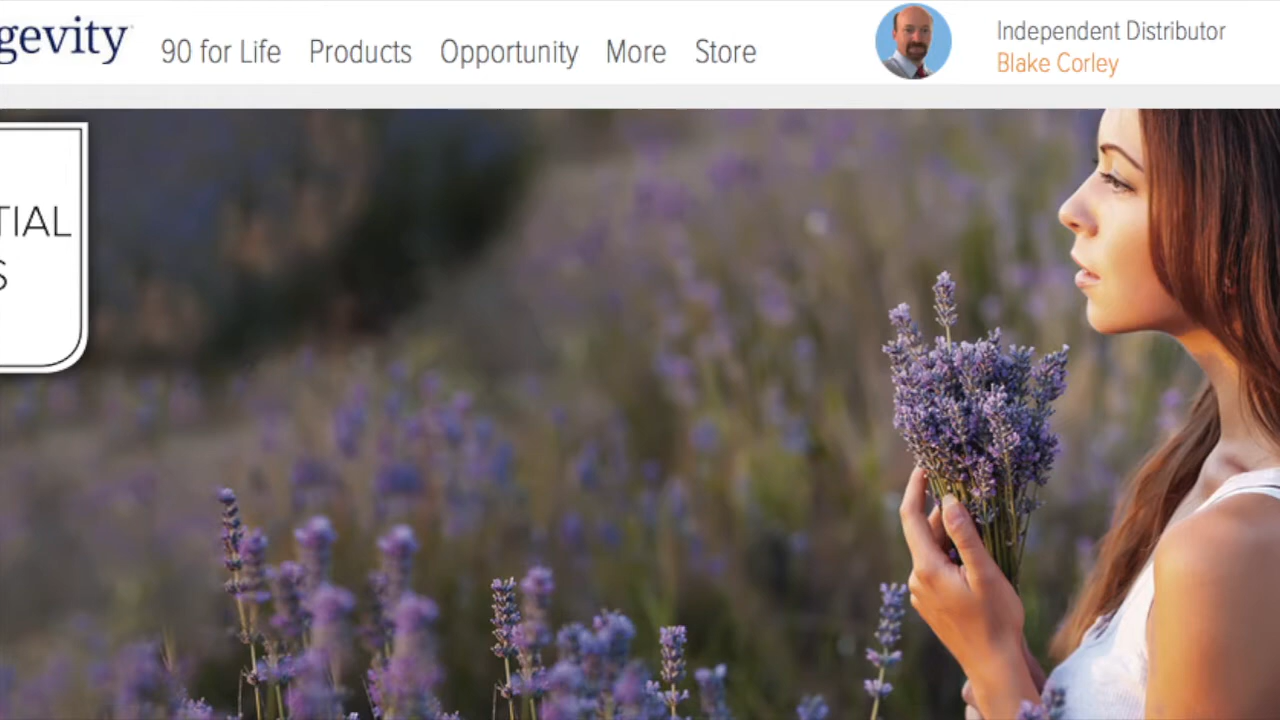 gevity
90 for Life Products Opportunity More Store
Independent Distributor
Blake Corley
TIAL
S